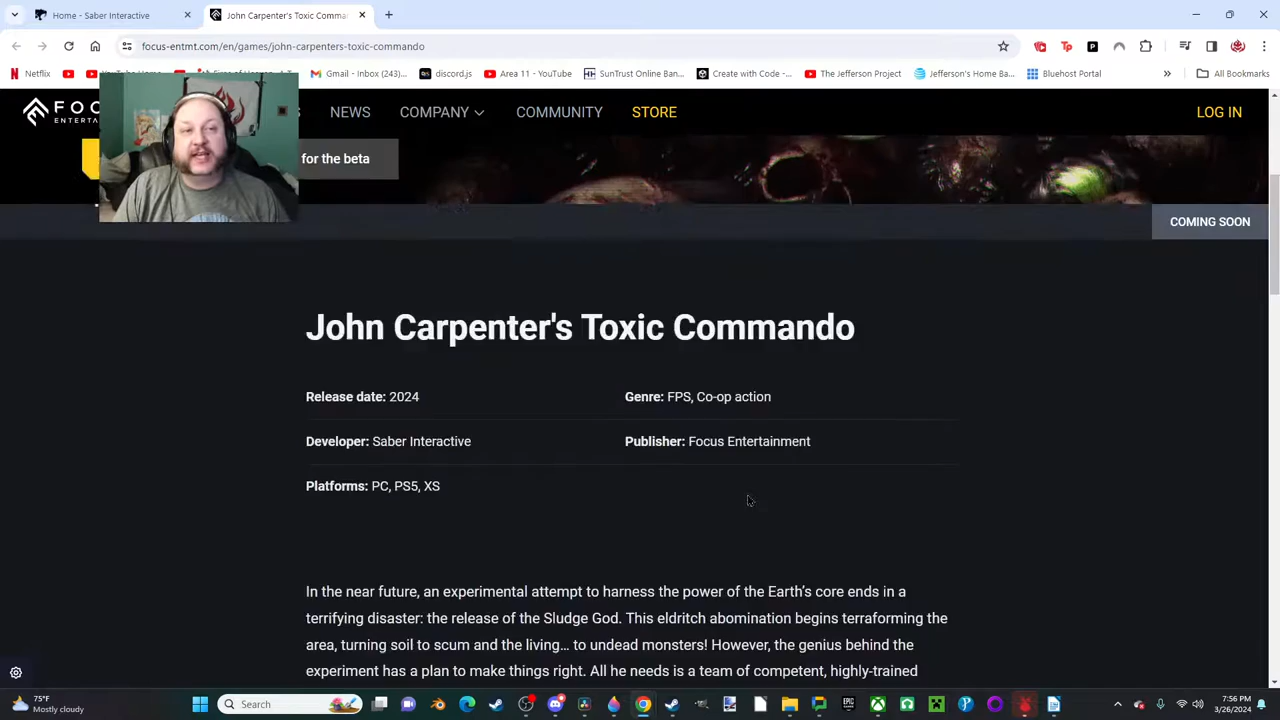 Home - Saber Interactive
John Carpenter's Toxic Comma
focus-entmt.com/en/games/john-carpenters-toxic-commando
Netflix
Gmail - Inbox (243)...
discord.js
Area 11 - YouTube
SunTrust Online Ban...
Create with Code -...
The Jefferson Project
Jefferson's Home Ba...
Bluehost Portal
All Bookmarks
FOC
ENTERTA
NEWS
COMPANY
COMMUNITY
STORE
LOG IN
for the beta
COMING SOON
John Carpenter's Toxic Commando
Release date: 2024
Genre: FPS, Co-op action
Developer: Saber Interactive
Publisher: Focus Entertainment
Platforms: PC, PS5, XS
In the near future, an experimental attempt to harness the power of the Earth's core ends in a
terrifying disaster: the release of the Sludge God. This eldritch abomination begins terraforming the
area, turning soil to scum and the living... to undead monsters! However, the genius behind the
experiment has a plan to make things right. All he needs is a team of competent, highly-trained
75°F
Mostly cloudy
Search
7:56 PM
3/26/2024